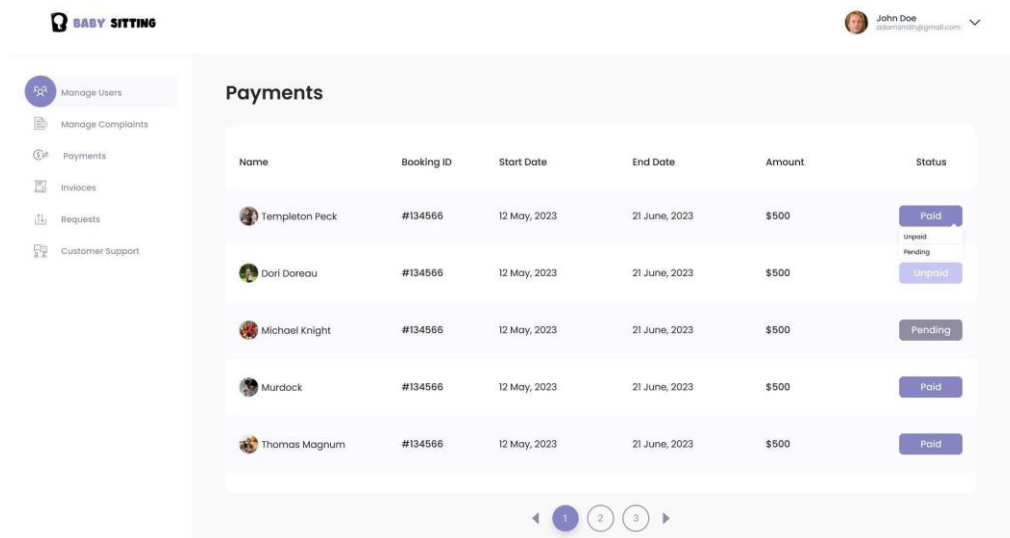 BABY SITTING
John Doe
adamsmith@gmail.com
Manage Users
Manage Complaints
Payments
Invioces
Requests
Customer Support
Payments
Name Booking ID Start Date End Date Amount Status
Templeton Peck #134566 12 May, 2023 21 June, 2023 $500 Paid
Unpaid
Pending
Dori Doreau #134566 12 May, 2023 21 June, 2023 $500 Unpaid
Michael Knight #134566 12 May, 2023 21 June, 2023 $500 Pending
Murdock #134566 12 May, 2023 21 June, 2023 $500 Paid
Thomas Magnum #134566 12 May, 2023 21 June, 2023 $500 Paid
1 2 3